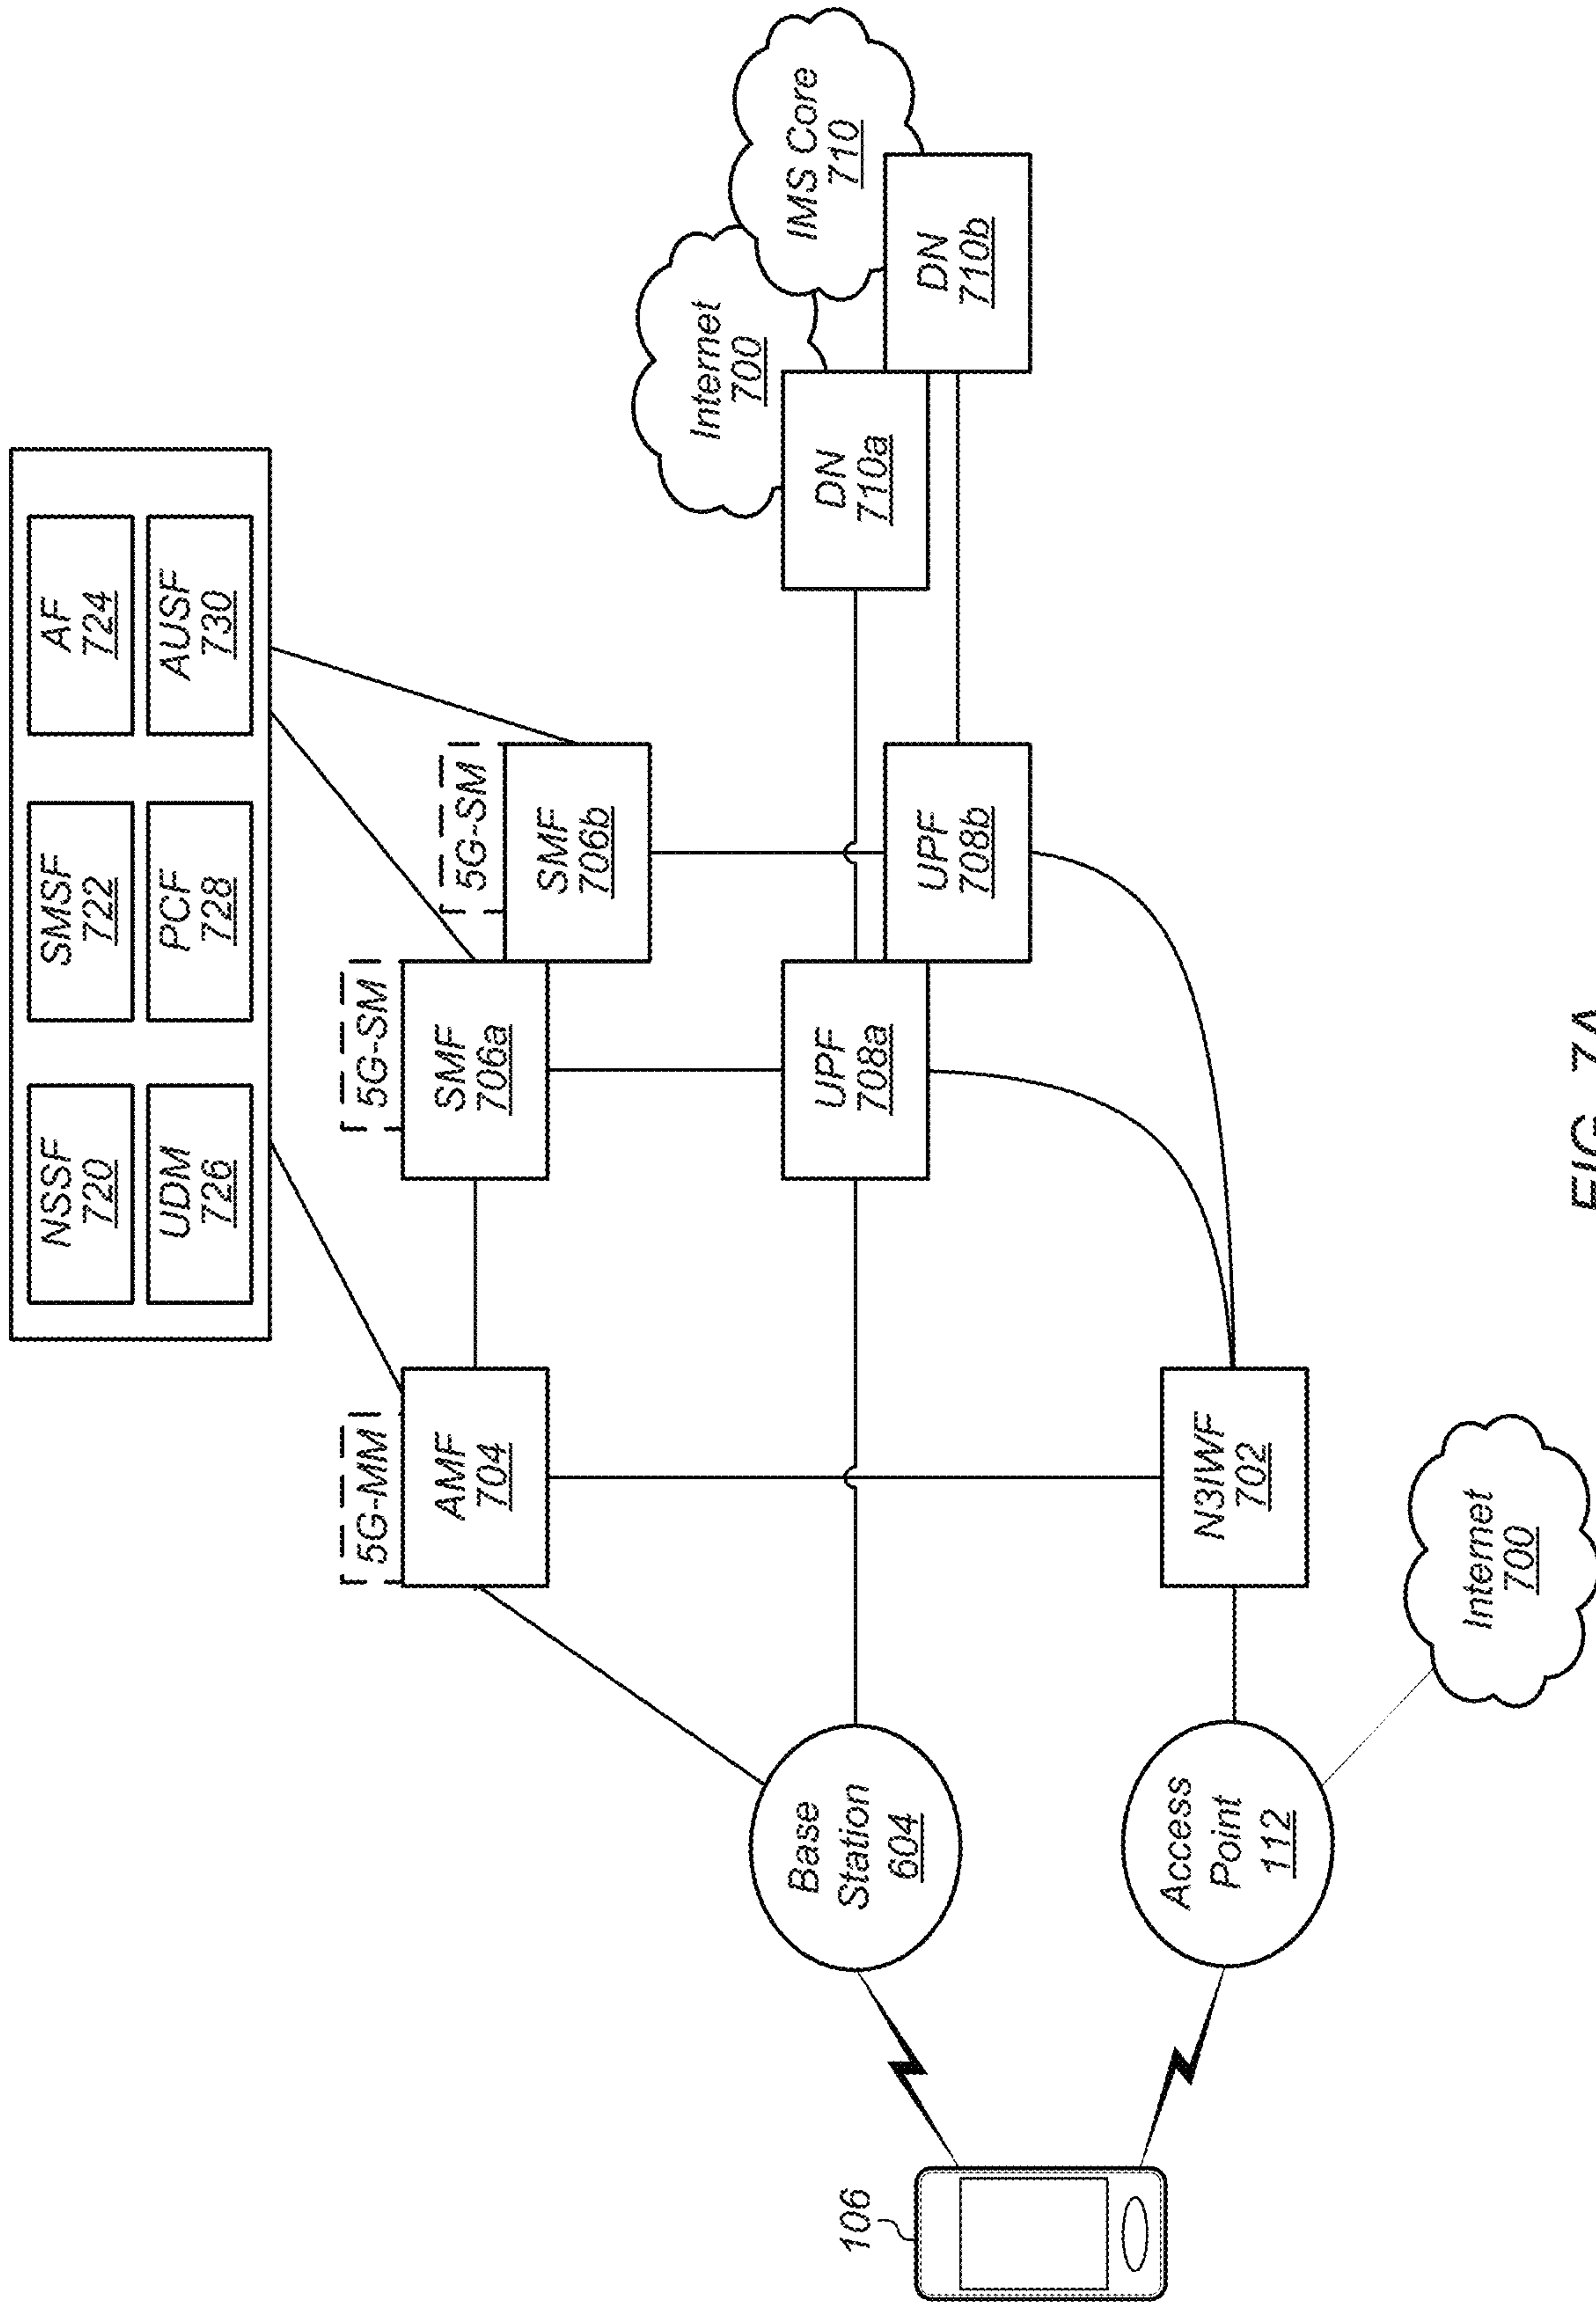 NSSF
720
SMSF
722
AF
724
UDM
726
PCF
728
AUSF
730
5G-MM
AMF
704
5G-SM
SMF
706a
5G-SM
SMF
706b
Internet
700
IMS Core
710
106
Base
Station
604
UPF
708a
UPF
708b
DN
710a
DN
710b
Access
Point
112
N3IWF
702
Internet
700
FIG. 7A